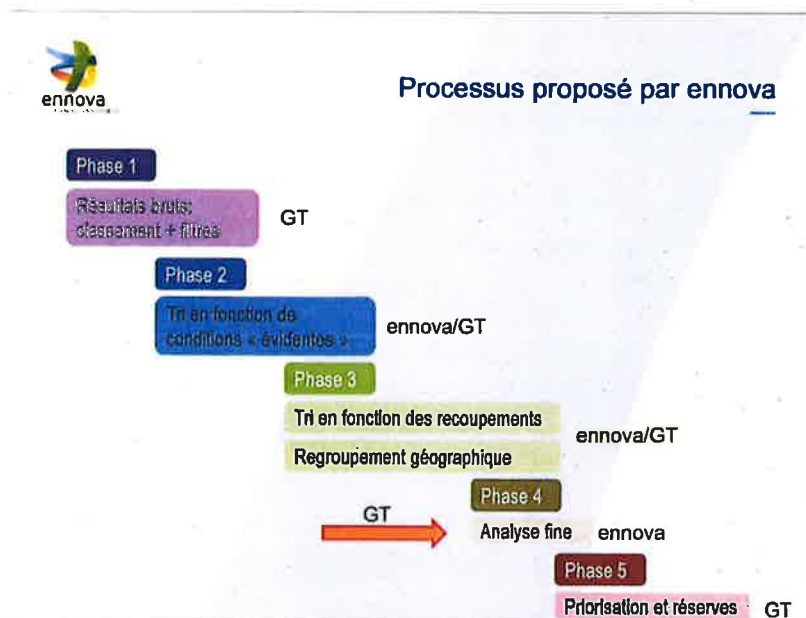 ennova
Processus proposé par ennova
Phase 1
Résultats bruts:
classement + filtres
GT
Phase 2
Tri en fonction de
conditions « évidentes »
ennova/GT
Phase 3
Tri en fonction des recoupements
Regroupement géographique
ennova/GT
Phase 4
GT
Analyse fine
ennova
Phase 5
Priorisation et réserves
GT